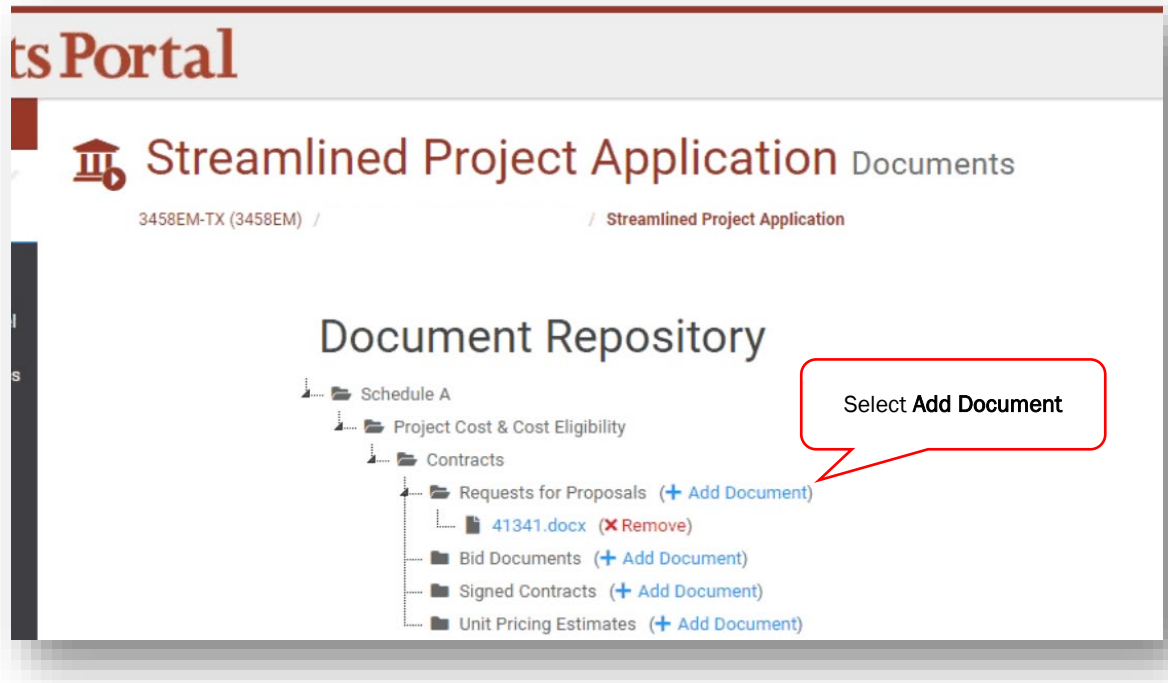 ts Portal
Streamlined Project Application Documents
3458EM-TX (3458EM) / / Streamlined Project Application
l
s
Document Repository
Schedule A
Select Add Document
Project Cost & Cost Eligibility
Contracts
Requests for Proposals (+ Add Document)
41341.docx (✖ Remove)
Bid Documents (+ Add Document)
Signed Contracts (+ Add Document)
Unit Pricing Estimates (+ Add Document)